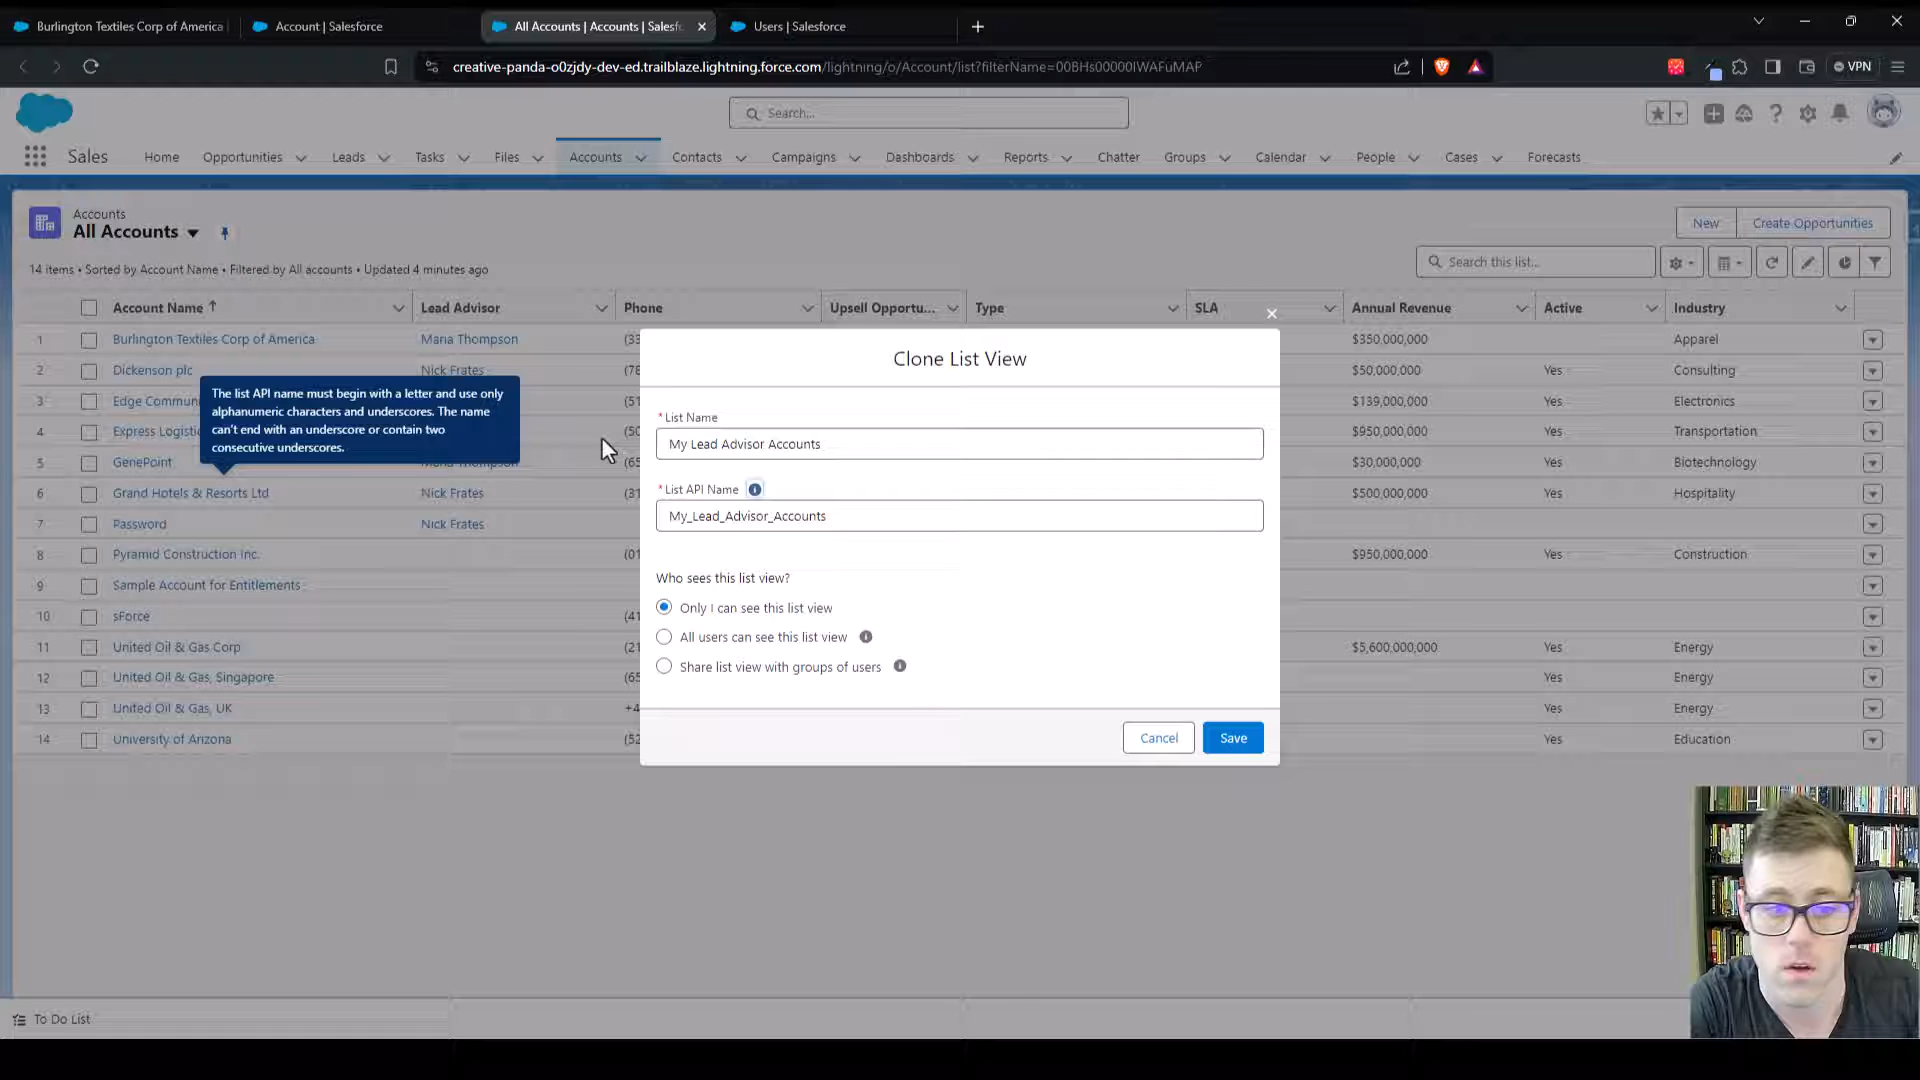 Burlington Textiles Corp of America
Account | Salesforce
All Accounts | Accounts | Salesf
Users | Salesforce
creative-panda-o0zjdy-dev-ed.trailblaze.lightning.force.com/lightning/o/Account/list?filterName=00BHs00000IWAFuMAP
VPN
Search...
Sales
Home
Opportunities
Leads
Tasks
Files
Accounts
Contacts
Campaigns
Dashboards
Reports
Chatter
Groups
Calendar
People
Cases
Forecasts
Accounts
All Accounts
New
Create Opportunities
14 items • Sorted by Account Name • Filtered by All accounts • Updated 4 minutes ago
Search this list...
Account Name
Lead Advisor
Phone
Upsell Opportu...
Type
SLA
Annual Revenue
Active
Industry
1 Burlington Textiles Corp of America Maria Thompson (33 $350,000,000 Apparel
2 Dickenson plc Nick Frates (78 $50,000,000 Yes Consulting
3 Edge Commun (51 $139,000,000 Yes Electronics
4 Express Logistic (50 $950,000,000 Yes Transportation
5 GenePoint Maria Thompson (65 $30,000,000 Yes Biotechnology
6 Grand Hotels & Resorts Ltd Nick Frates (31 $500,000,000 Yes Hospitality
7 Password Nick Frates
8 Pyramid Construction Inc. (01 $950,000,000 Yes Construction
9 Sample Account for Entitlements
10 sForce (41
11 United Oil & Gas Corp (21 $5,600,000,000 Yes Energy
12 United Oil & Gas, Singapore (65 Yes Energy
13 United Oil & Gas, UK +4 Yes Energy
14 University of Arizona (52 Yes Education
The list API name must begin with a letter and use only
alphanumeric characters and underscores. The name
can't end with an underscore or contain two
consecutive underscores.
Clone List View
*List Name
My Lead Advisor Accounts
*List API Name
My_Lead_Advisor_Accounts
Who sees this list view?
Only I can see this list view
All users can see this list view
Share list view with groups of users
Cancel
Save
To Do List